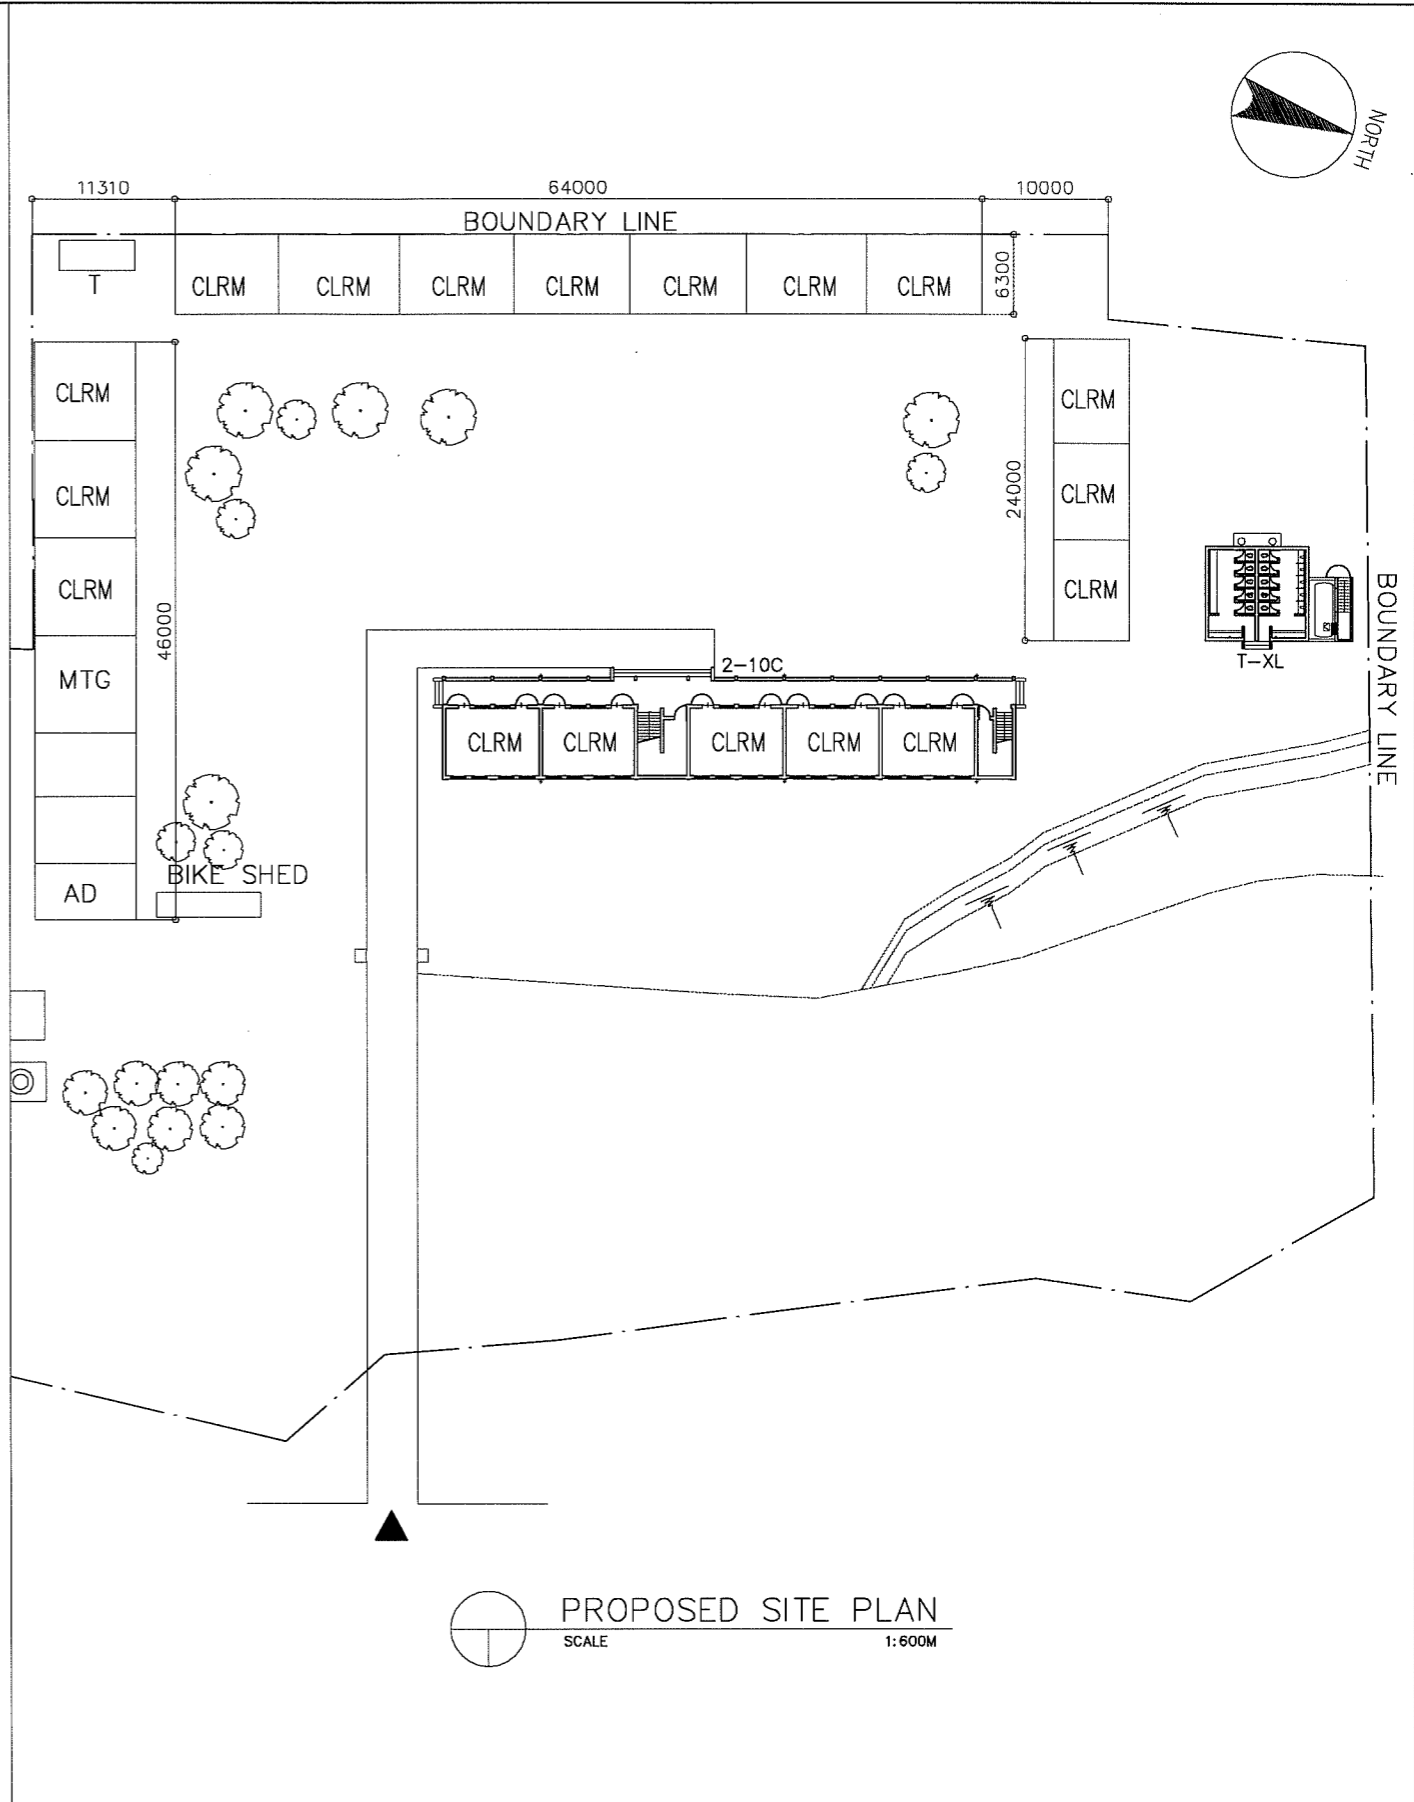 NORTH
11310
64000
10000
BOUNDARY LINE
6300
T
CLRM
CLRM
CLRM
CLRM
CLRM
CLRM
CLRM
CLRM
CLRM
CLRM
MTG
AD
46000
BIKE SHED
24000
CLRM
CLRM
CLRM
T-XL
BOUNDARY LINE
2-10C
CLRM
CLRM
CLRM
CLRM
CLRM
PROPOSED SITE PLAN
SCALE
1:600M